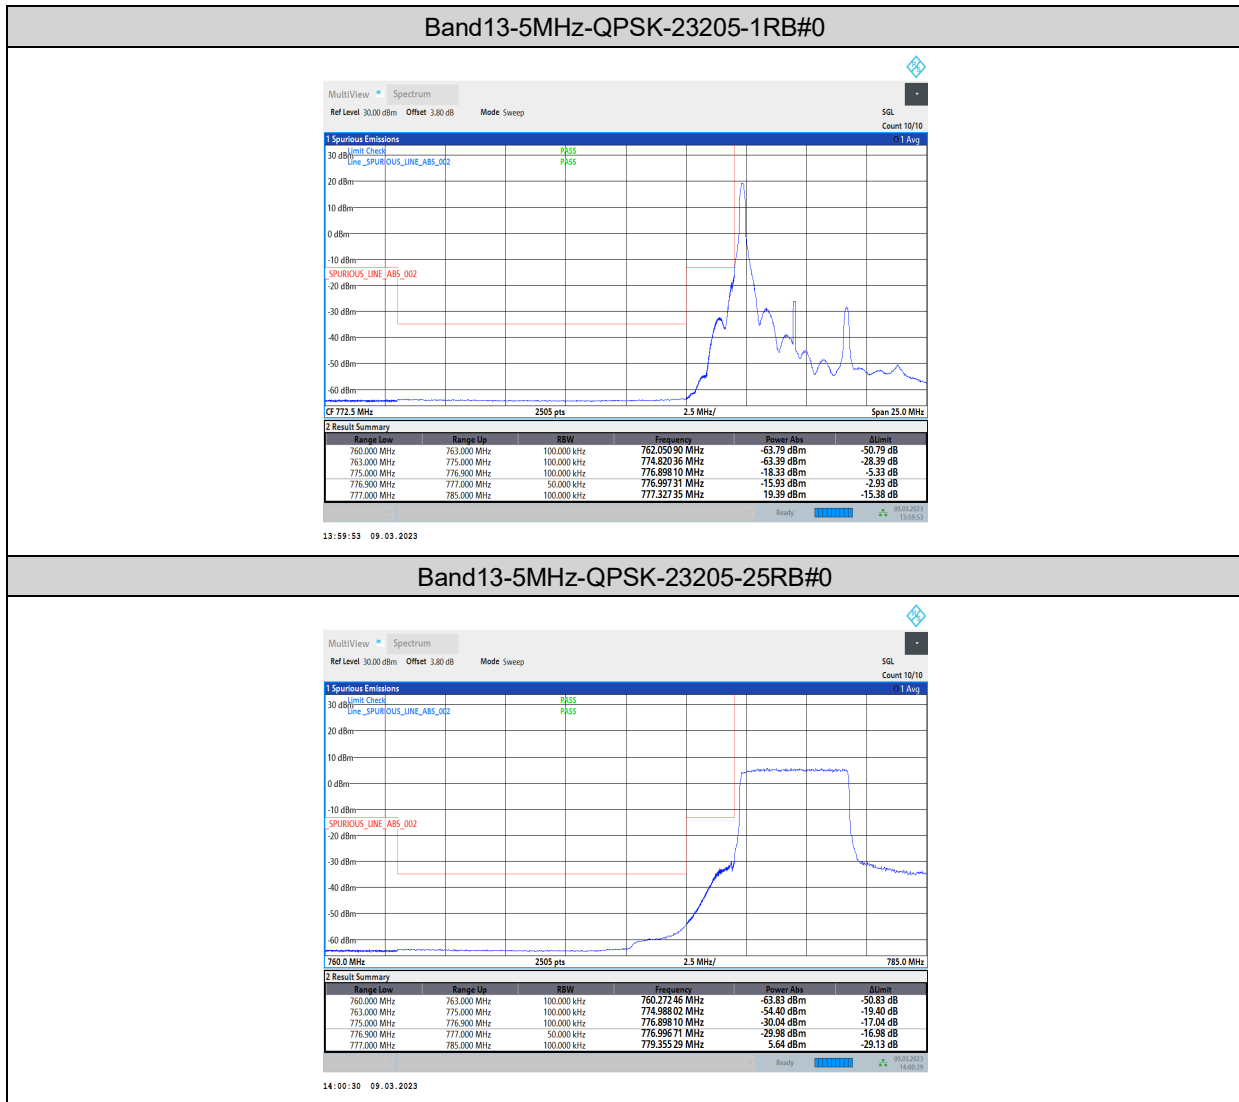 Band13-5MHz-QPSK-23205-1RB#0
MultiView Spectrum
Ref Level 30.00 dBm Offset 3.80 dB Mode Sweep SGL
Count 10/10
1 Spurious Emissions 1 Avg
Limit Check PASS
30 dBm
Line _SPURIOUS_LINE_ABS_002 PASS
20 dBm
10 dBm
0 dBm
-10 dBm
_SPURIOUS_LINE_ABS_002
-20 dBm
-30 dBm
-40 dBm
-50 dBm
-60 dBm
CF 772.5 MHz 2505 pts 2.5 MHz/ Span 25.0 MHz
2 Result Summary
Range Low Range Up RBW Frequency Power Abs ΔLimit
760.000 MHz 763.000 MHz 100.000 kHz 762.05090 MHz -63.79 dBm -50.79 dB
763.000 MHz 775.000 MHz 100.000 kHz 774.82036 MHz -63.39 dBm -28.39 dB
775.000 MHz 776.900 MHz 100.000 kHz 776.89810 MHz -18.33 dBm -5.33 dB
776.900 MHz 777.000 MHz 50.000 kHz 776.99731 MHz -15.93 dBm -2.93 dB
777.000 MHz 785.000 MHz 100.000 kHz 777.32735 MHz 19.39 dBm -15.38 dB
Ready 09.03.2023
13:59:53
13:59:53 09.03.2023
Band13-5MHz-QPSK-23205-25RB#0
MultiView Spectrum
Ref Level 30.00 dBm Offset 3.80 dB Mode Sweep SGL
Count 10/10
1 Spurious Emissions 1 Avg
Limit Check PASS
30 dBm
Line _SPURIOUS_LINE_ABS_002 PASS
20 dBm
10 dBm
0 dBm
-10 dBm
_SPURIOUS_LINE_ABS_002
-20 dBm
-30 dBm
-40 dBm
-50 dBm
-60 dBm
760.0 MHz 2505 pts 2.5 MHz/ 785.0 MHz
2 Result Summary
Range Low Range Up RBW Frequency Power Abs ΔLimit
760.000 MHz 763.000 MHz 100.000 kHz 760.27246 MHz -63.83 dBm -50.83 dB
763.000 MHz 775.000 MHz 100.000 kHz 774.98802 MHz -54.40 dBm -19.40 dB
775.000 MHz 776.900 MHz 100.000 kHz 776.89810 MHz -30.04 dBm -17.04 dB
776.900 MHz 777.000 MHz 50.000 kHz 776.99671 MHz -29.98 dBm -16.98 dB
777.000 MHz 785.000 MHz 100.000 kHz 779.35529 MHz 5.64 dBm -29.13 dB
Ready 09.03.2023
14:00:29
14:00:30 09.03.2023